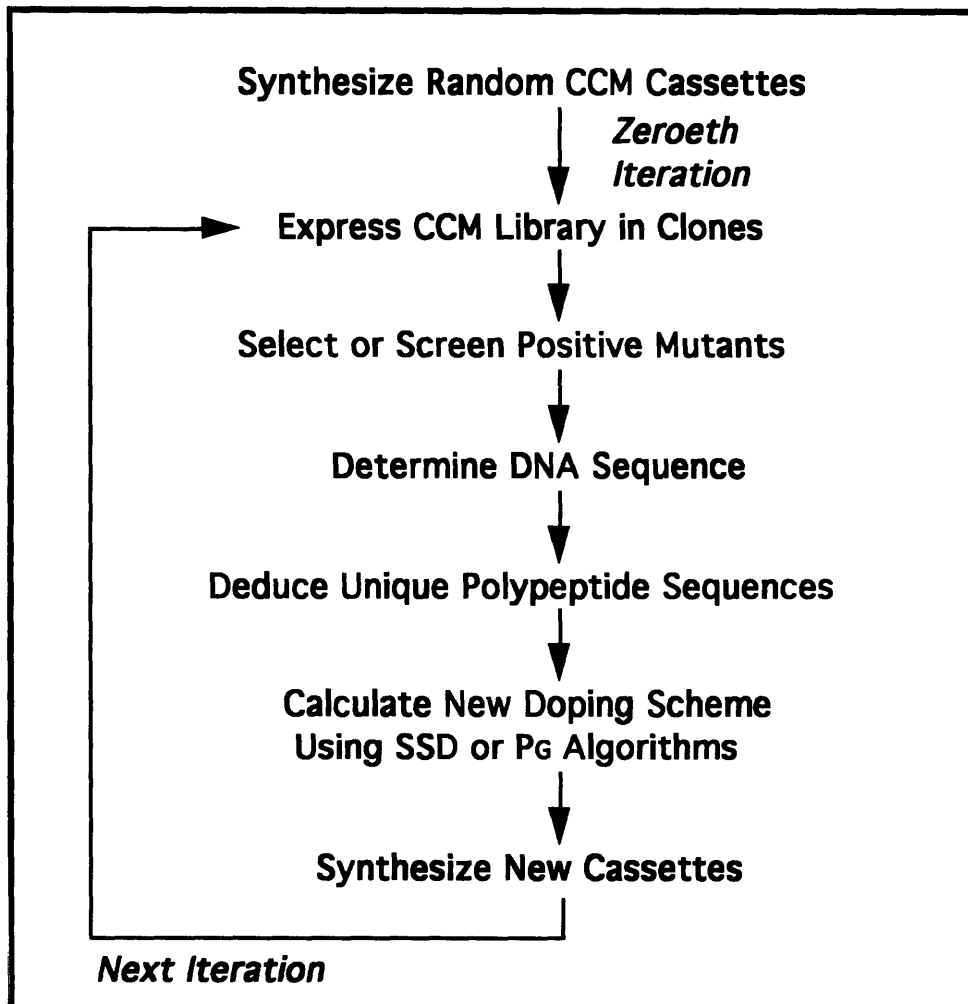 Synthesize Random CCM Cassettes
Zeroeth
Iteration
Express CCM Library in Clones
Select or Screen Positive Mutants
Determine DNA Sequence
Deduce Unique Polypeptide Sequences
Calculate New Doping Scheme
Using SSD or PG Algorithms
Synthesize New Cassettes
Next Iteration